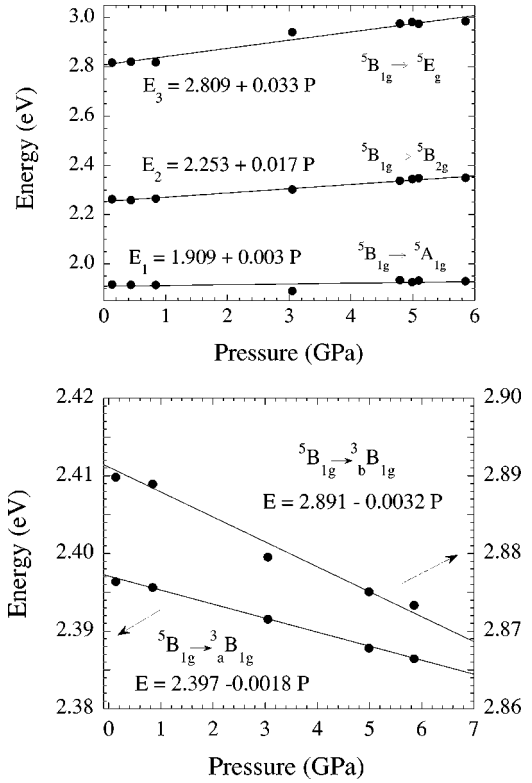 3.0
2.8
2.6
2.4
2.2
2.0
Energy (eV)
⁵B₁g → ⁵Eg
E₃ = 2.809 + 0.033 P
E₂ = 2.253 + 0.017 P
⁵B₁g > ⁵B₂g
E₁ = 1.909 + 0.003 P
⁵B₁g → ⁵A₁g
0 1 2 3 4 5 6
Pressure (GPa)
2.42
2.41
2.40
2.39
2.38
Energy (eV)
2.90
2.89
2.88
2.87
2.86
⁵B₁g → ³bB₁g
E = 2.891 - 0.0032 P
⁵B₁g → ³aB₁g
E = 2.397 -0.0018 P
0 1 2 3 4 5 6 7
Pressure (GPa)